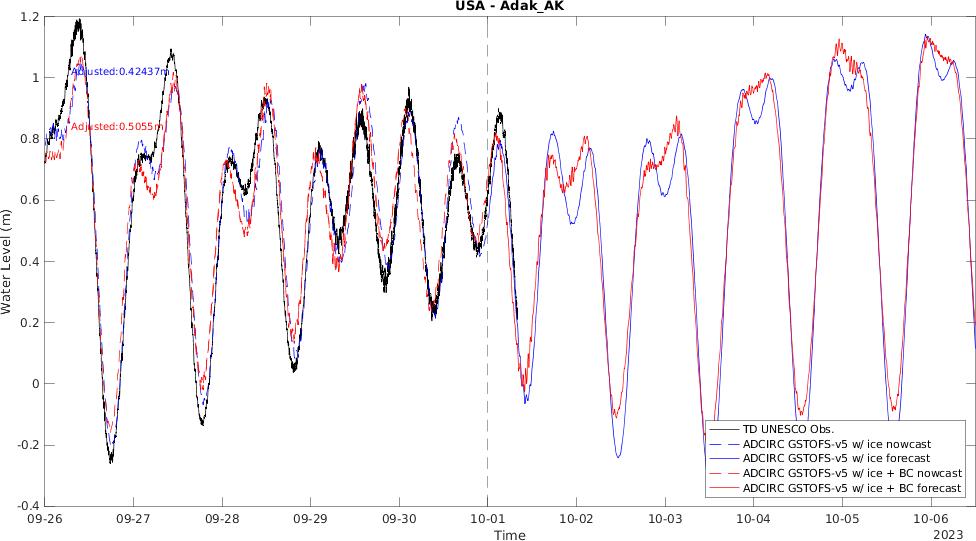 USA - Adak_AK
1.2
1
0.8
0.6
0.4
0.2
0
-0.2
-0.4
Water Level (m)
Adjusted:0.42437m
Adjusted:0.5055m
TD UNESCO Obs.
ADCIRC GSTOFS-v5 w/ ice nowcast
ADCIRC GSTOFS-v5 w/ ice forecast
ADCIRC GSTOFS-v5 w/ ice + BC nowcast
ADCIRC GSTOFS-v5 w/ ice + BC forecast
09-26 09-27 09-28 09-29 09-30 10-01 10-02 10-03 10-04 10-05 10-06
Time
2023